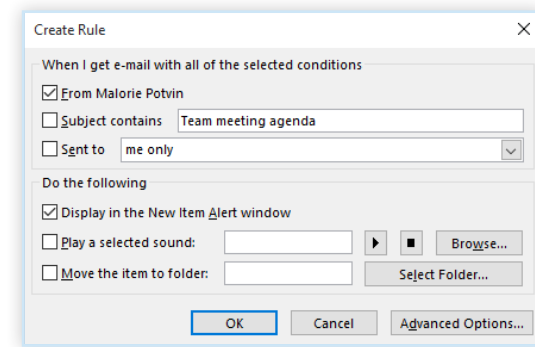 Create Rule
When I get e-mail with all of the selected conditions
From Malorie Potvin
Subject contains Team meeting agenda
Sent to me only
Do the following
Display in the New Item Alert window
Play a selected sound: Browse...
Move the item to folder: Select Folder...
OK Cancel Advanced Options...